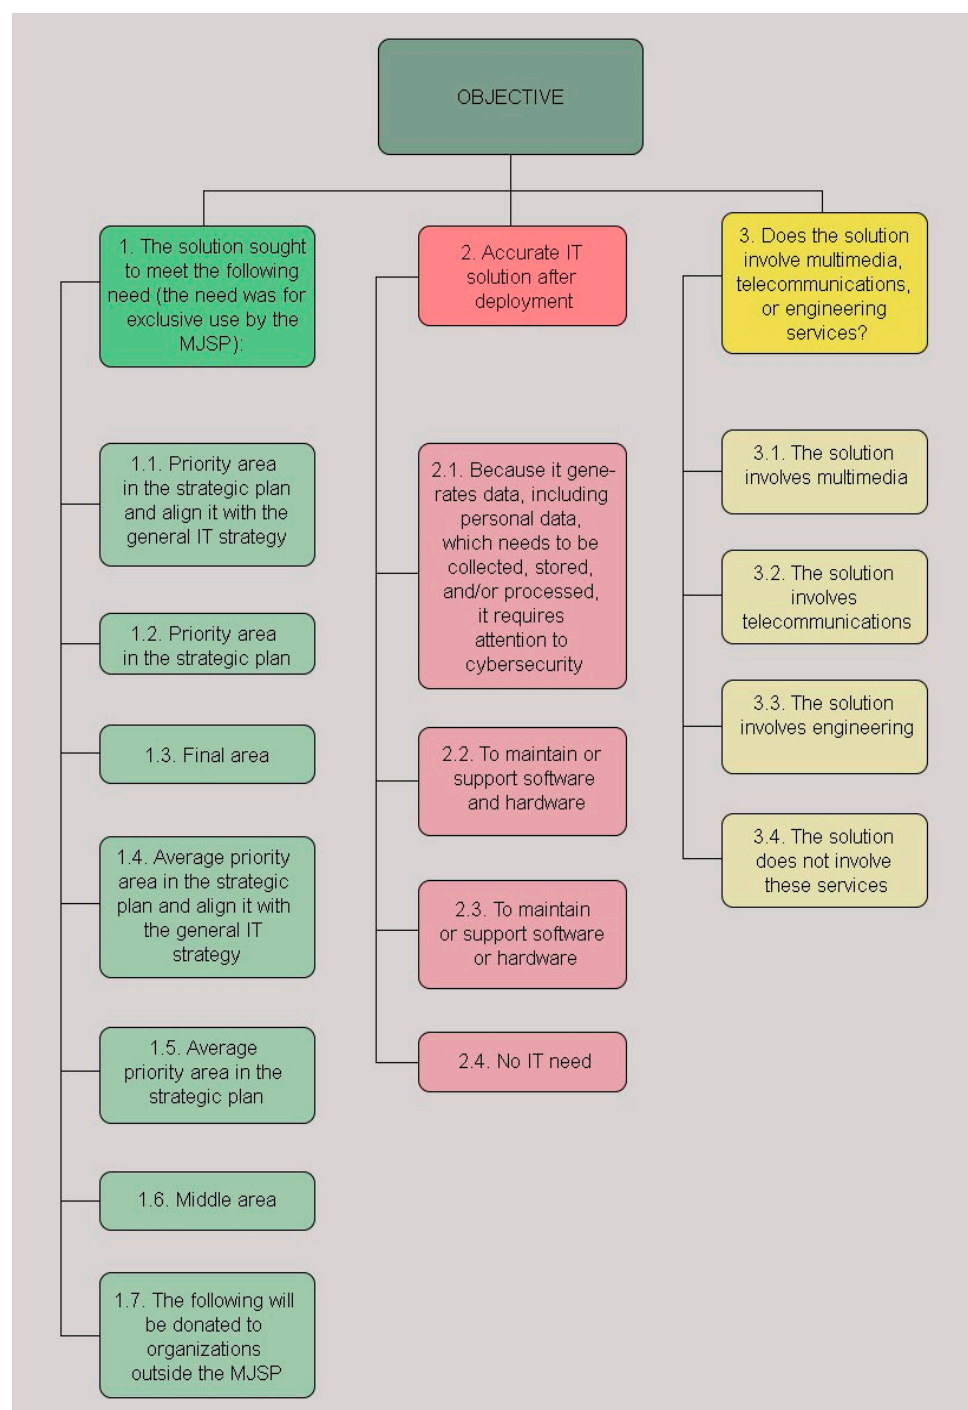 OBJECTIVE
1. The solution sought
to meet the following
need (the need was for
exclusive use by the
MJSP):
1.1. Priority area
in the strategic plan
and align it with the
general IT strategy
1.2. Priority area
in the strategic plan
1.3. Final area
1.4. Average priority
area in the strategic
plan and align it with
the general IT
strategy
1.5. Average
priority area in the
strategic plan
1.6. Middle area
1.7. The following will
be donated to
organizations
outside the MJSP
2. Accurate IT
solution after
deployment
2.1. Because it gene-
rates data, including
personal data,
which needs to be
collected, stored,
and/or processed,
it requires
attention to
cybersecurity
2.2. To maintain or
support software
and hardware
2.3. To maintain
or support software
or hardware
2.4. No IT need
3. Does the solution
involve multimedia,
telecommunications,
or engineering
services?
3.1. The solution
involves multimedia
3.2. The solution
involves
telecommunications
3.3. The solution
involves engineering
3.4. The solution
does not involve
these services